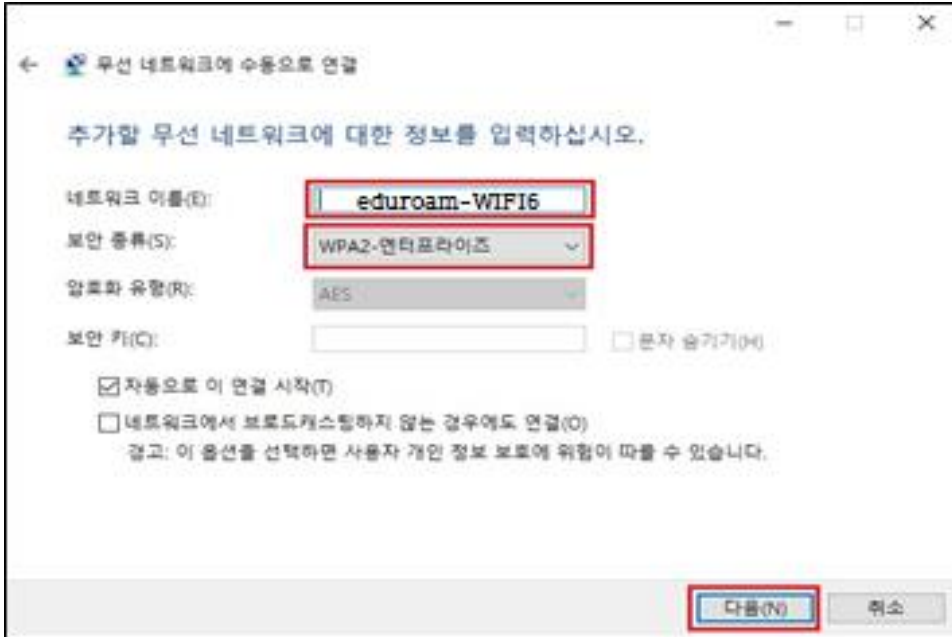 무선 네트워크에 수동으로 연결
추가할 무선 네트워크에 대한 정보를 입력하십시오.
네트워크 이름(E): eduroam-WIFI6
보안 종류(S): WPA2-엔터프라이즈
암호화 유형(R): AES
보안 키(C): 문자 숨기기(H)
자동으로 이 연결 시작(T)
네트워크에서 브로드캐스팅하지 않는 경우에도 연결(O)
경고: 이 옵션을 선택하면 사용자 개인 정보 보호에 위험이 따를 수 있습니다.
다음(N) 취소